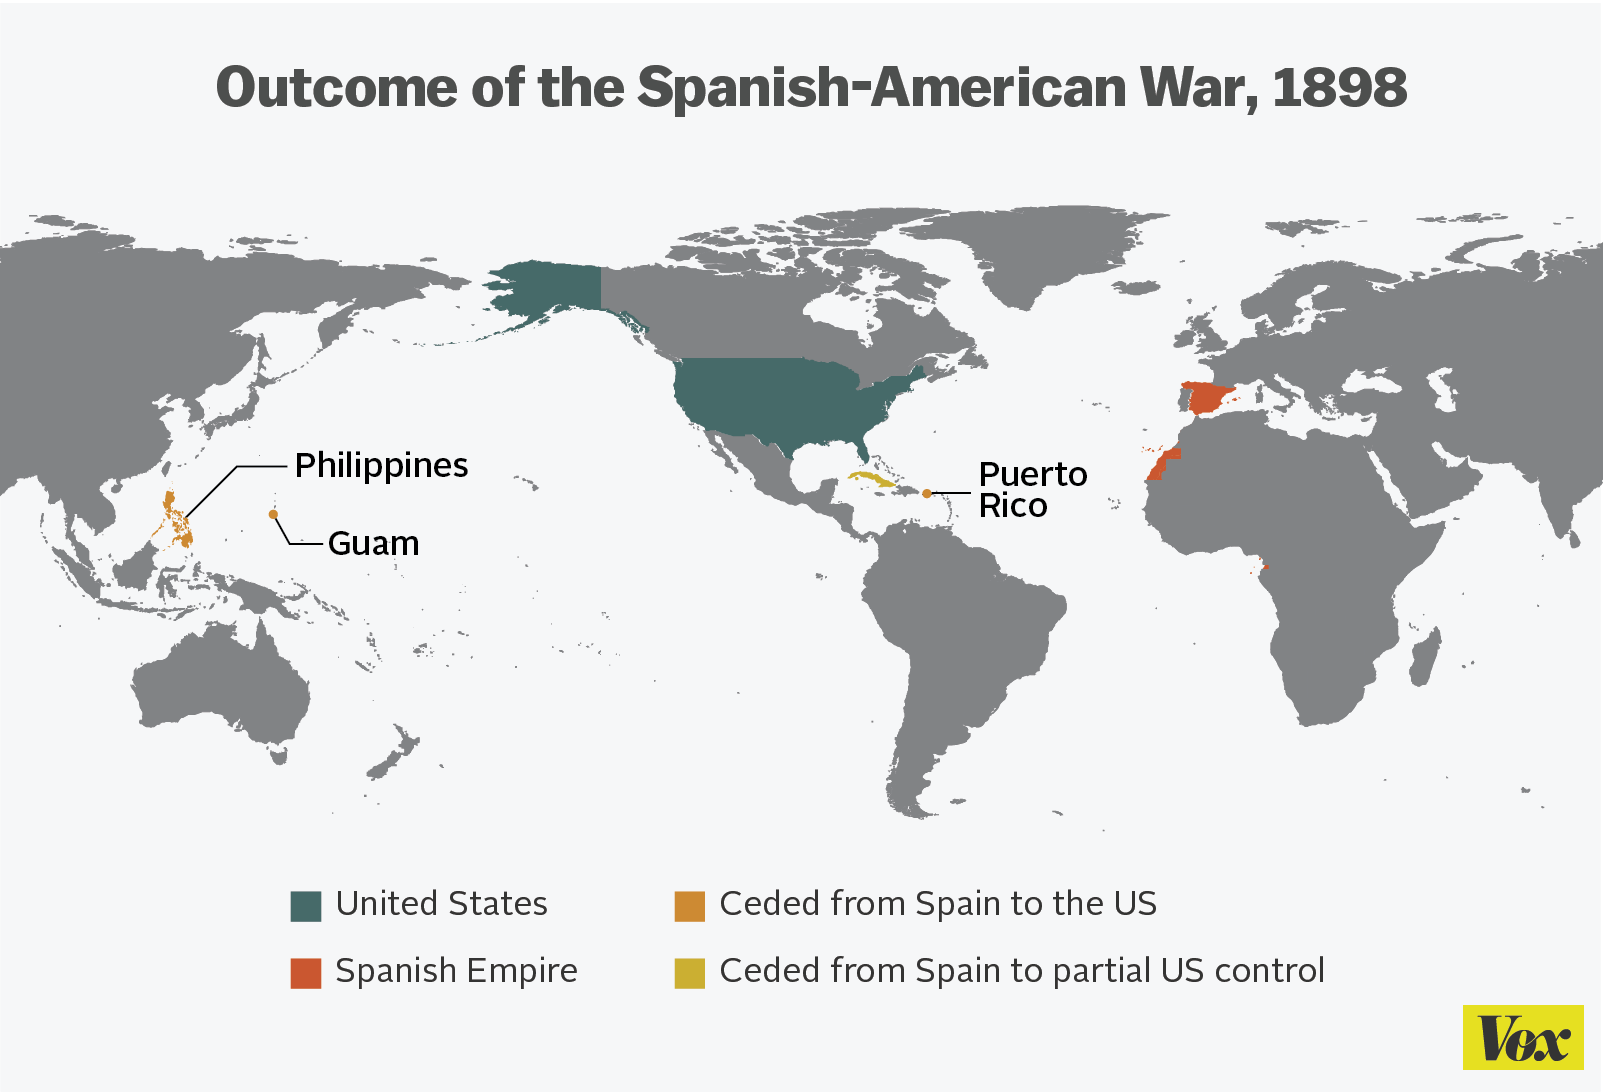 Outcome of the Spanish-American War, 1898
Philippines
Puerto
Rico
Guam
United States
Ceded from Spain to the US
Spanish Empire
Ceded from Spain to partial US control
Vox